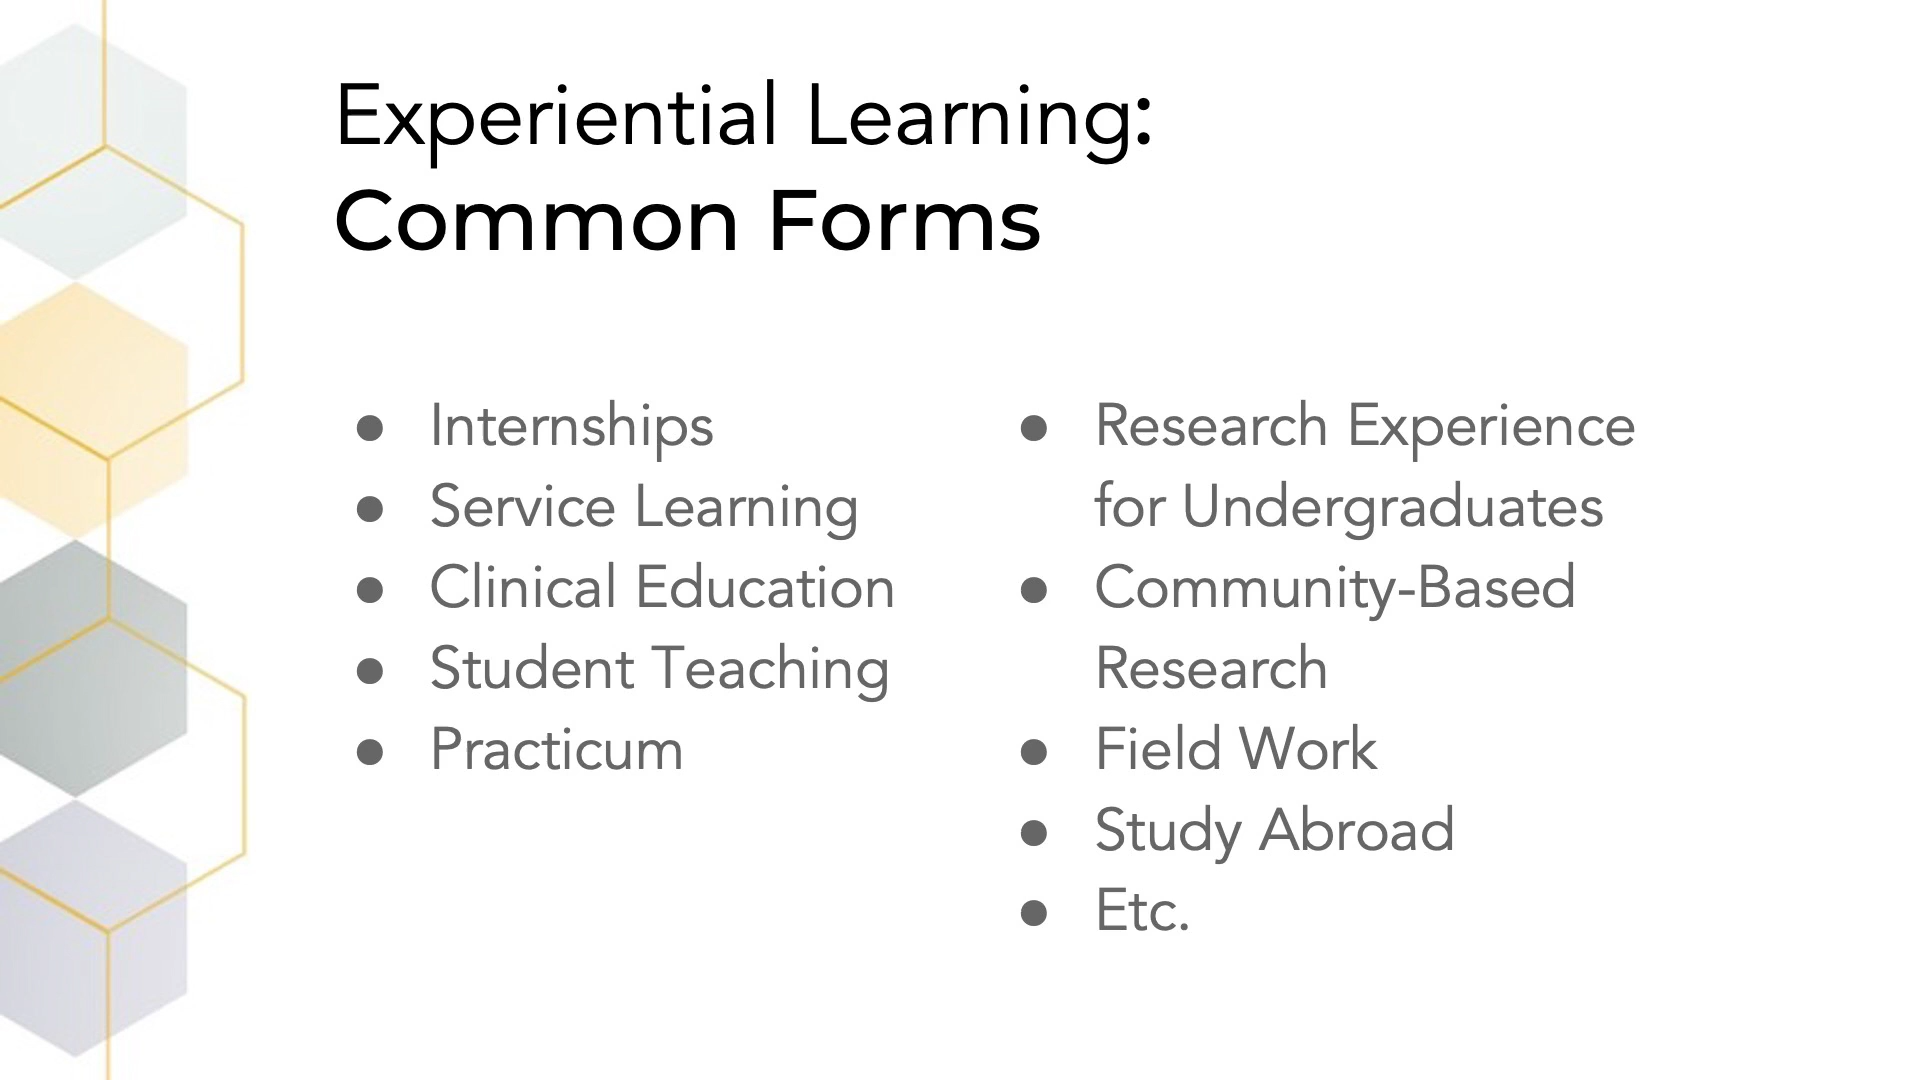 Experiential Learning:
Common Forms
● Internships
● Service Learning
● Clinical Education
● Student Teaching
● Practicum
● Research Experience
for Undergraduates
● Community-Based
Research
● Field Work
● Study Abroad
● Etc.